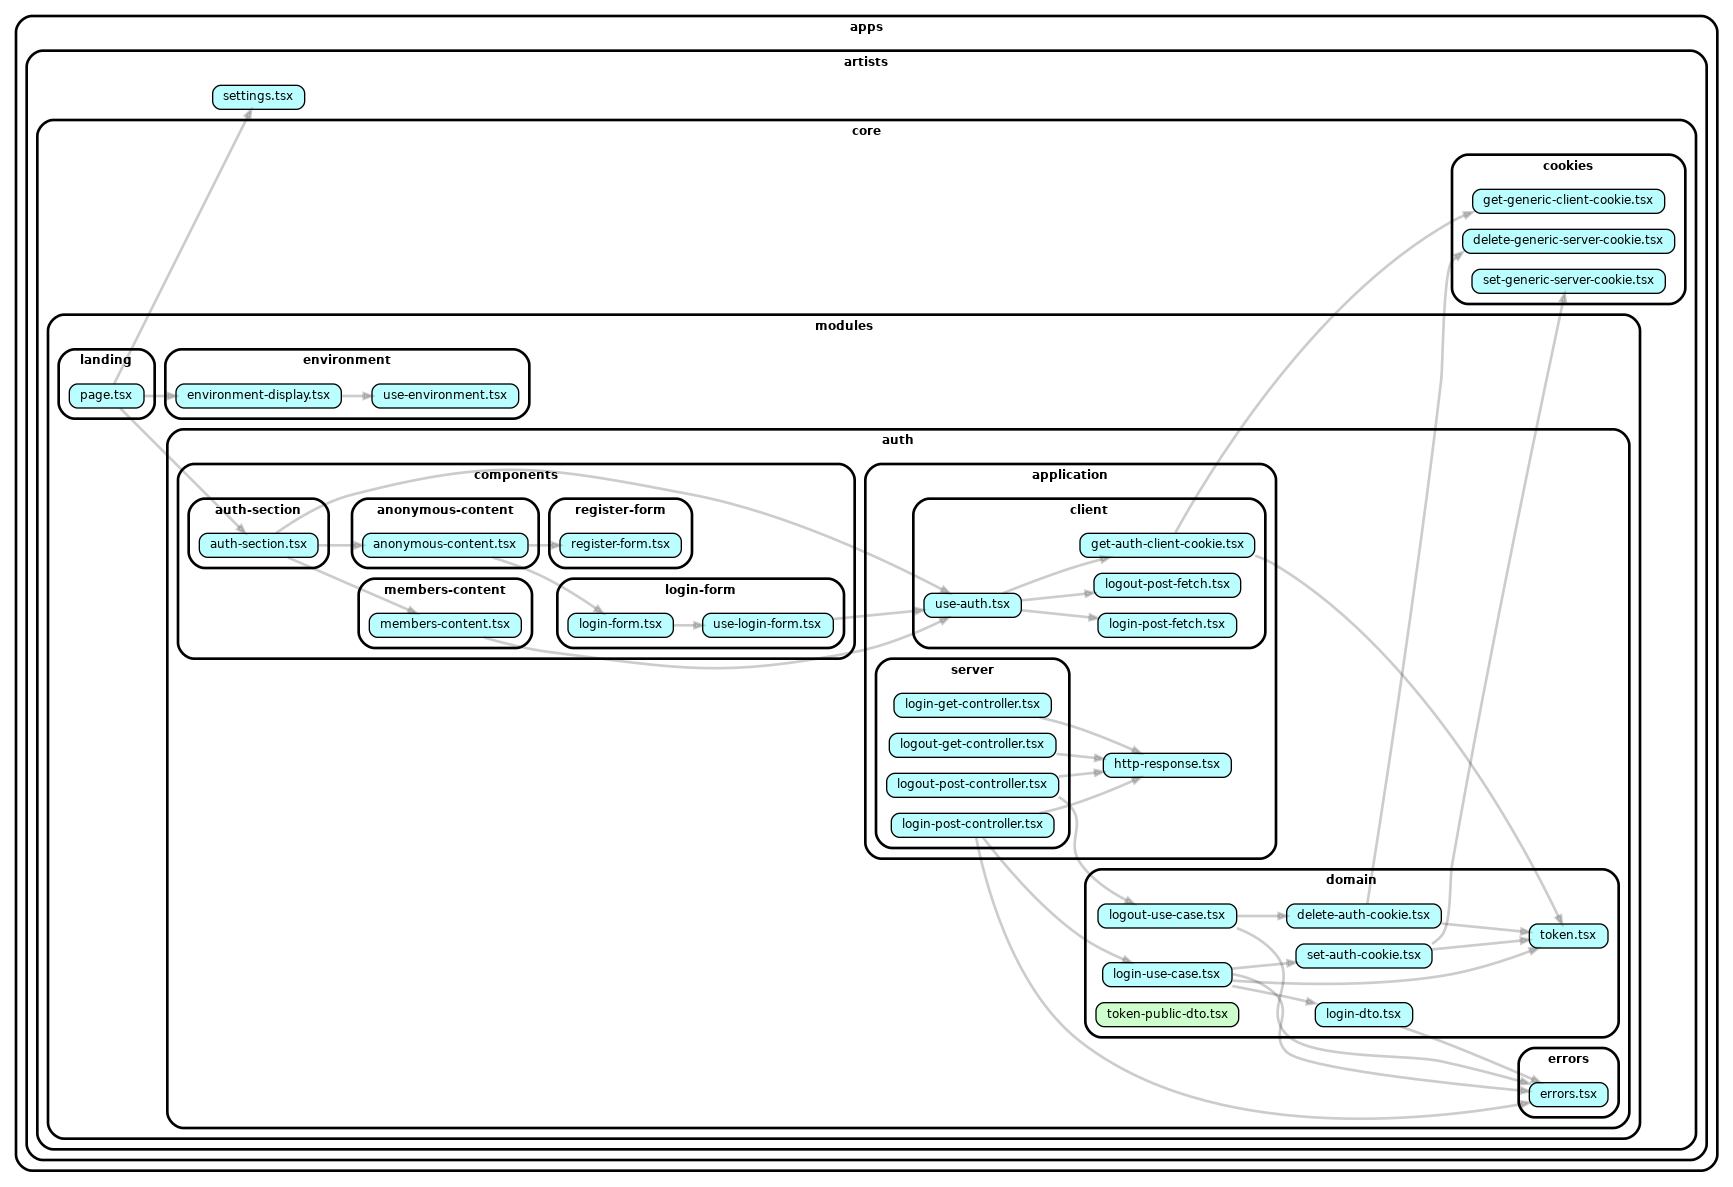 apps
artists
settings.tsx
core
cookies
get-generic-client-cookie.tsx
delete-generic-server-cookie.tsx
set-generic-server-cookie.tsx
modules
landing
page.tsx
environment
environment-display.tsx
use-environment.tsx
auth
components
auth-section
auth-section.tsx
anonymous-content
anonymous-content.tsx
register-form
register-form.tsx
members-content
members-content.tsx
login-form
login-form.tsx
use-login-form.tsx
application
client
get-auth-client-cookie.tsx
logout-post-fetch.tsx
use-auth.tsx
login-post-fetch.tsx
server
login-get-controller.tsx
logout-get-controller.tsx
http-response.tsx
logout-post-controller.tsx
login-post-controller.tsx
domain
logout-use-case.tsx
delete-auth-cookie.tsx
token.tsx
set-auth-cookie.tsx
login-use-case.tsx
token-public-dto.tsx
login-dto.tsx
errors
errors.tsx